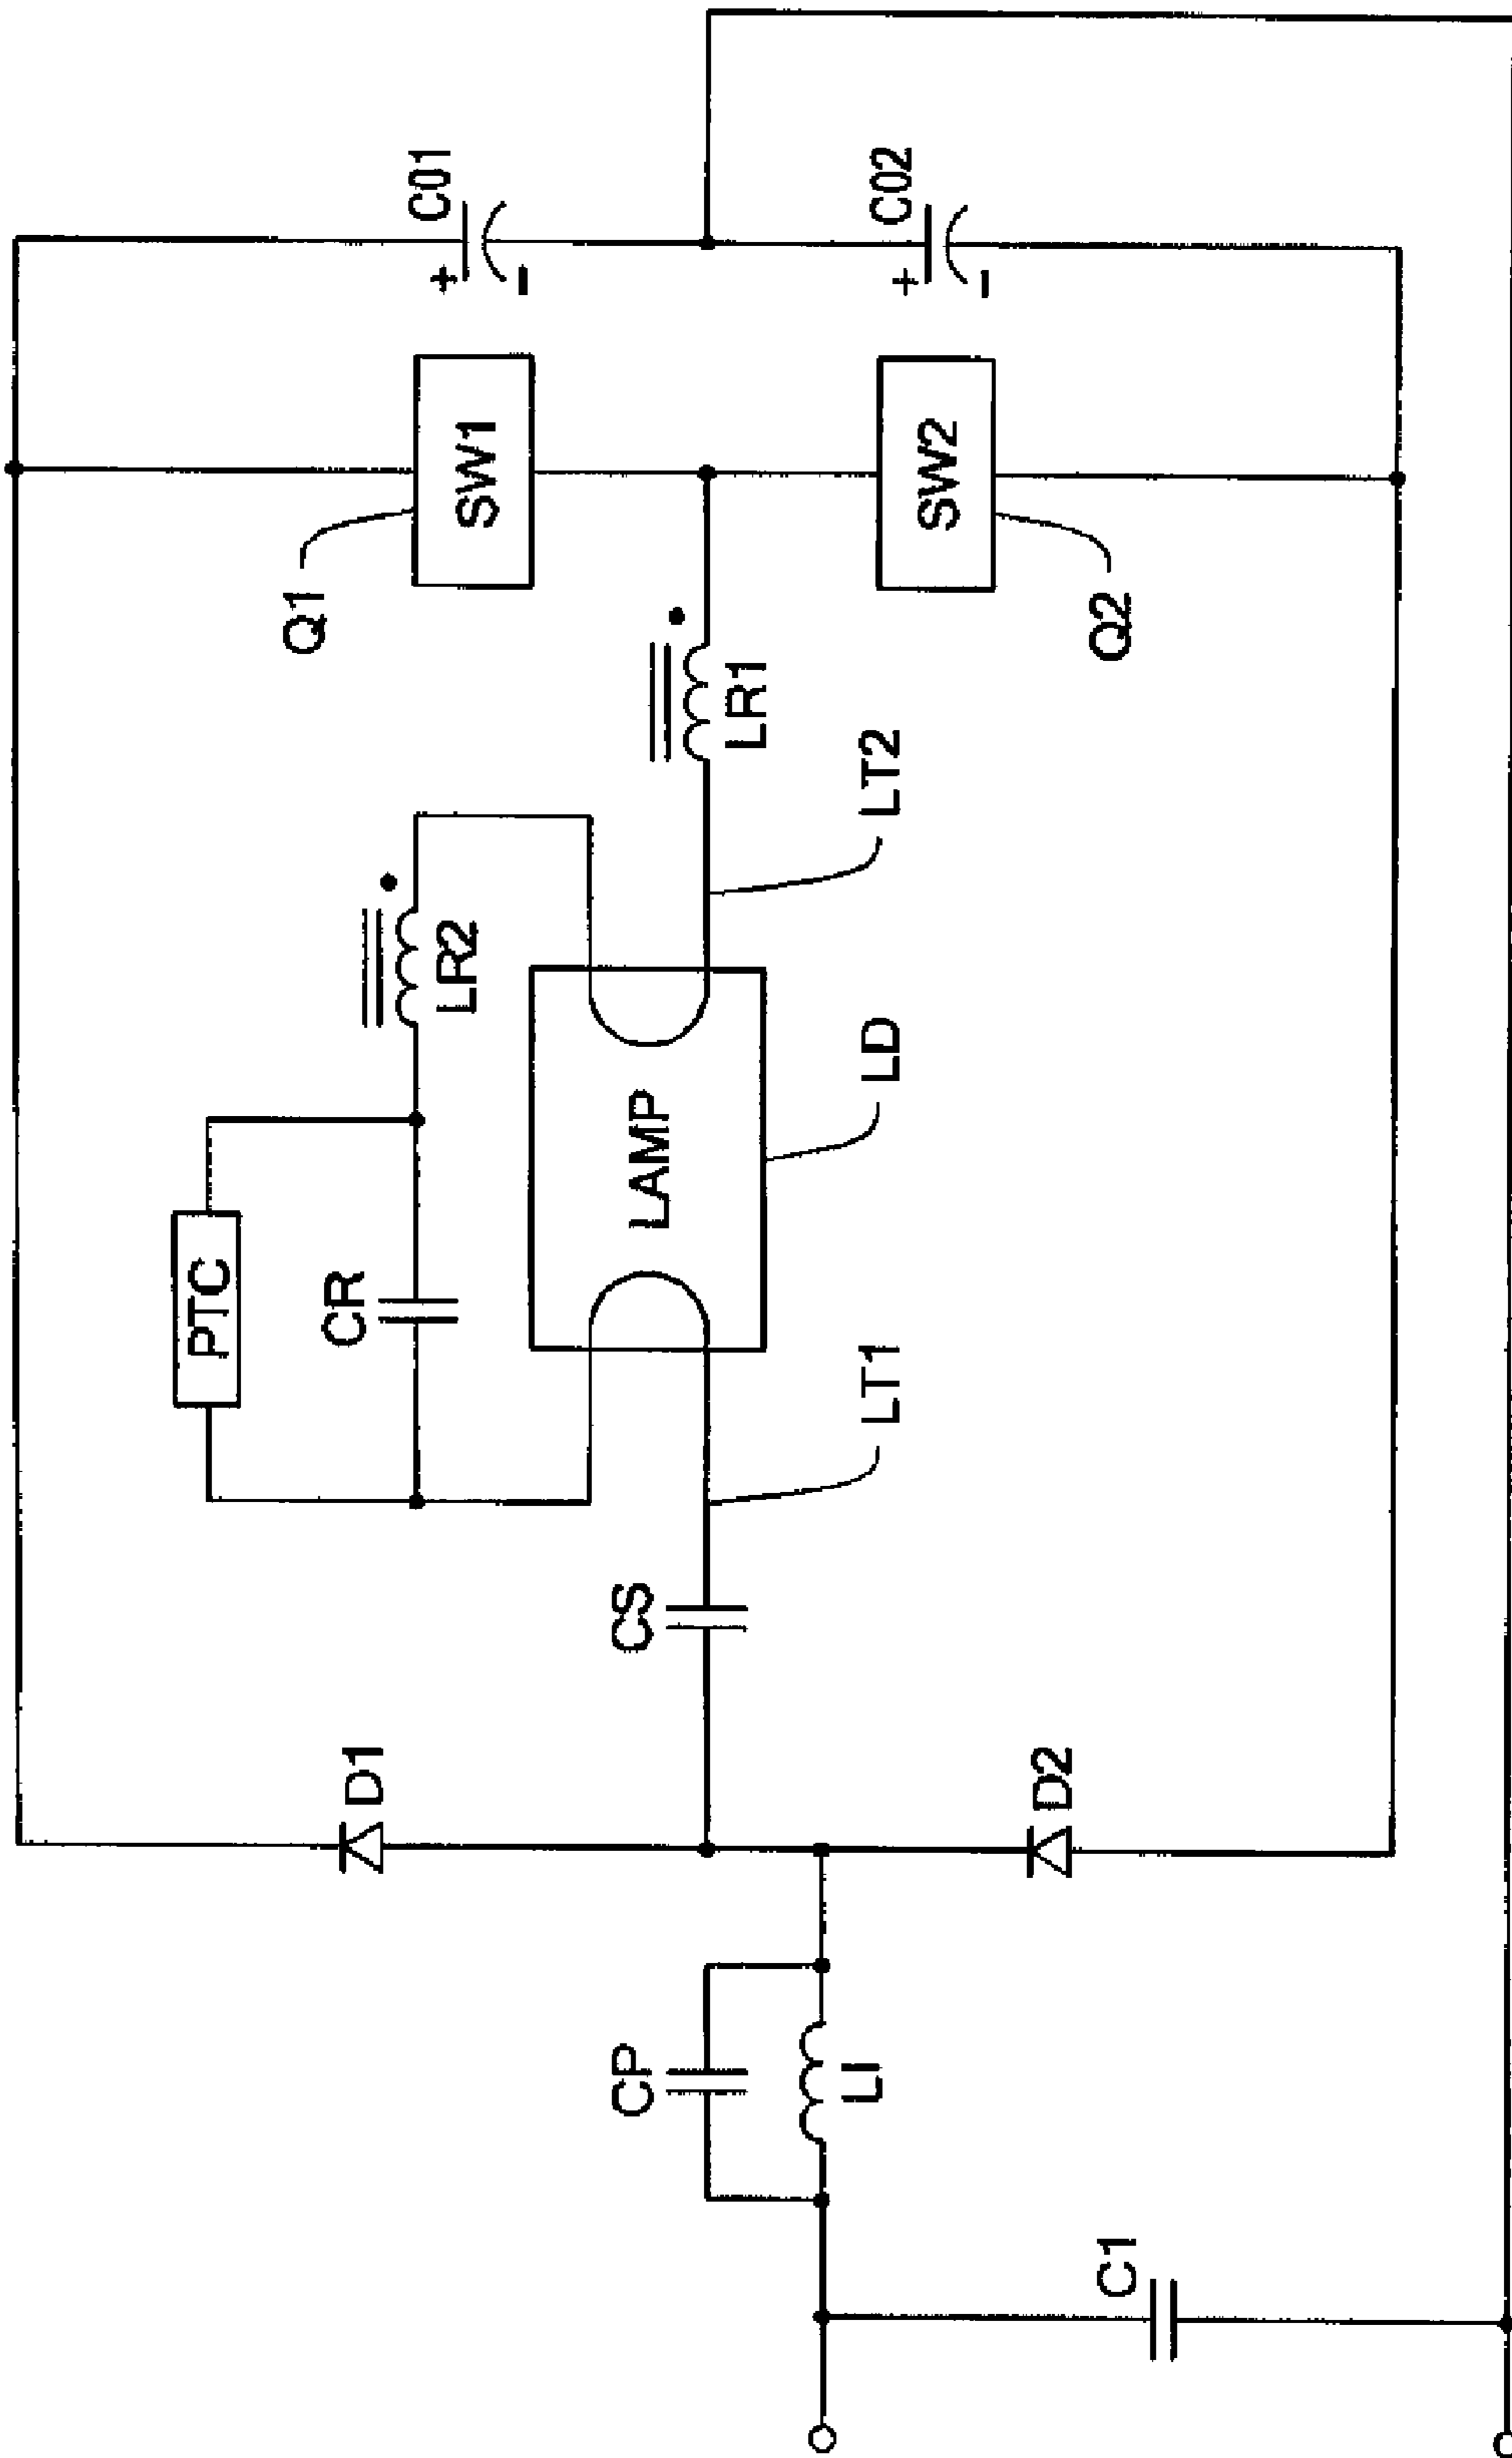 C01
C02
+
-
+
-
SW1
SW2
Q1
Q2
LR1
LT2
LR2
LD
LAMP
PTC
CR
LT1
CS
D1
D2
CP
LI
C1